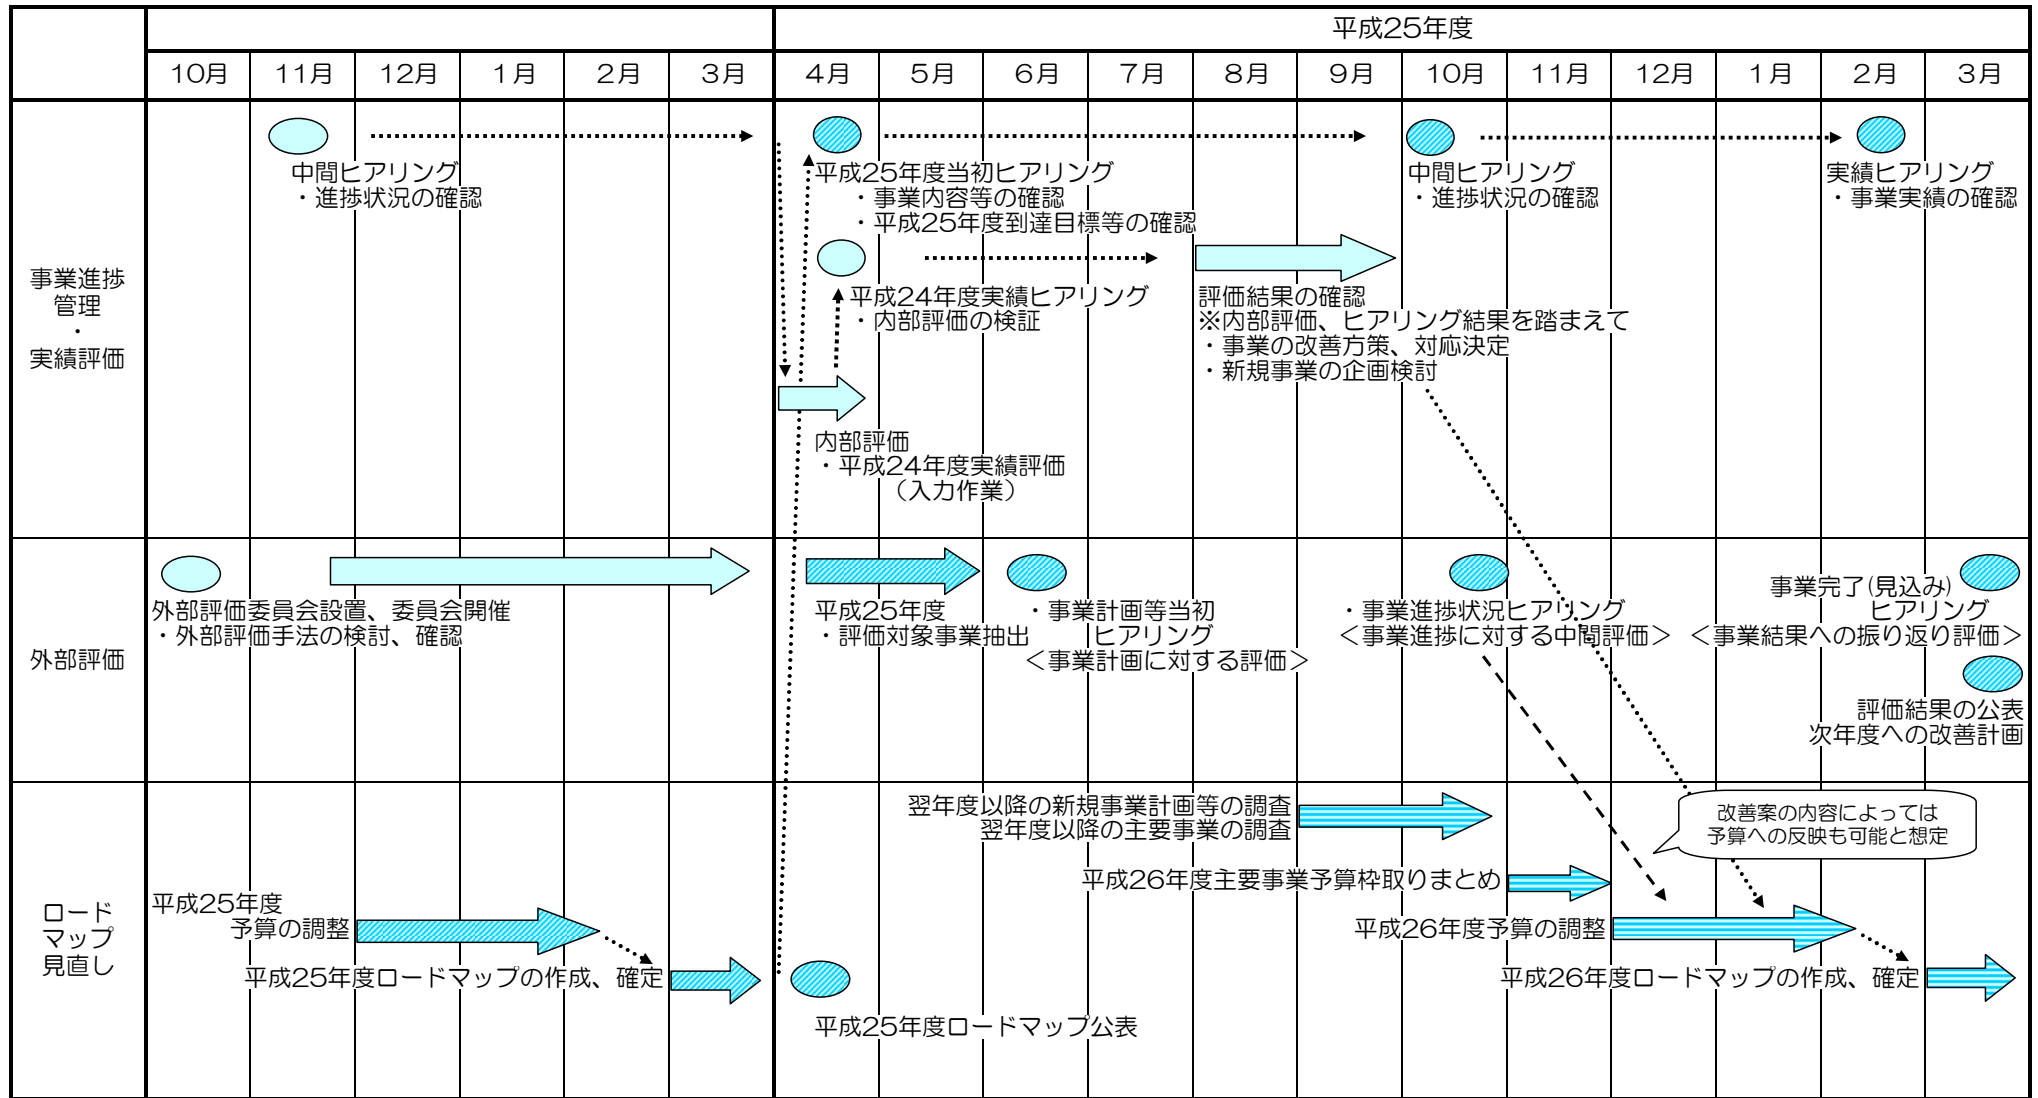 平成25年度
10月 11月 12月 1月 2月 3月 4月 5月 6月 7月 8月 9月 10月 11月 12月 1月 2月 3月
事業進捗
管理
・
実績評価
中間ヒアリング
・進捗状況の確認
平成25年度当初ヒアリング
・事業内容等の確認
・平成25年度到達目標等の確認
中間ヒアリング
・進捗状況の確認
実績ヒアリング
・事業実績の確認
平成24年度実績ヒアリング
・内部評価の検証
評価結果の確認
※内部評価、ヒアリング結果を踏まえて
・事業の改善方策、対応決定
・新規事業の企画検討
内部評価
・平成24年度実績評価
（入力作業）
外部評価
外部評価委員会設置、委員会開催
・外部評価手法の検討、確認
平成25年度
・評価対象事業抽出
・事業計画等当初
ヒアリング
＜事業計画に対する評価＞
・事業進捗状況ヒアリング
＜事業進捗に対する中間評価＞
事業完了(見込み)
ヒアリング
＜事業結果への振り返り評価＞
評価結果の公表
次年度への改善計画
ロード
マップ
見直し
翌年度以降の新規事業計画等の調査
翌年度以降の主要事業の調査
改善案の内容によっては
予算への反映も可能と想定
平成26年度主要事業予算枠取りまとめ
平成25年度
予算の調整
平成26年度予算の調整
平成25年度ロードマップの作成、確定
平成26年度ロードマップの作成、確定
平成25年度ロードマップ公表